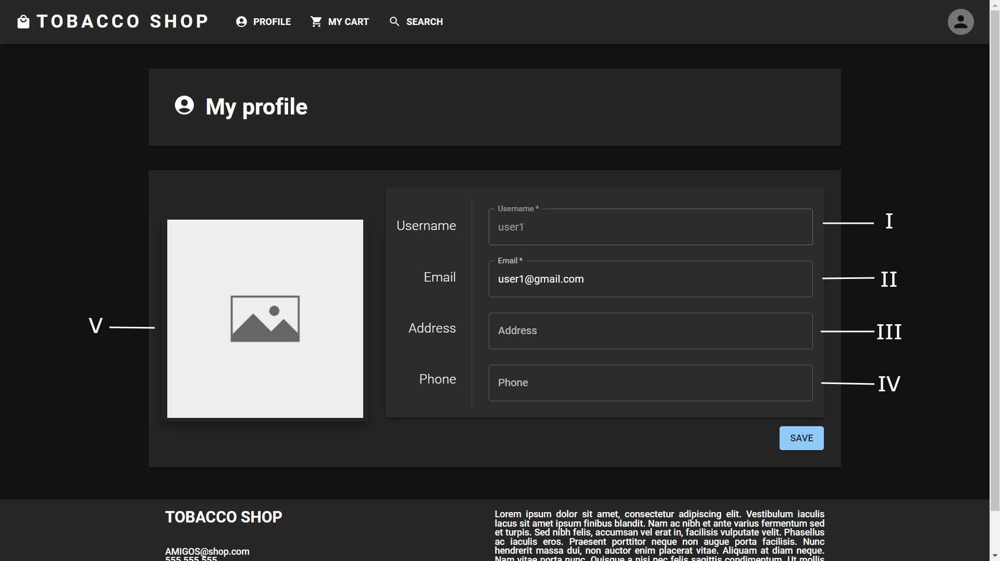 TOBACCO SHOP
PROFILE
MY CART
SEARCH
My profile
Username
Username *
user1
I
Email
Email *
user1@gmail.com
II
Address
Address
III
Phone
Phone
IV
V
SAVE
TOBACCO SHOP
AMIGOS@shop.com
555 555 555
Lorem ipsum dolor sit amet, consectetur adipiscing elit. Vestibulum iaculis
lacus sit amet ipsum finibus blandit. Nam ac nibh et ante varius fermentum sed
et turpis. Sed nibh felis, accumsan vel erat in, facilisis vulputate velit. Phasellus
ac iaculis eros. Praesent porttitor neque non augue porta facilisis. Nunc
hendrerit massa dui, non auctor enim placerat vitae. Aliquam at diam neque.
Nam vitae porta nunc. Quisque a nisi nec felis sagittis condimentum. Ut mollis